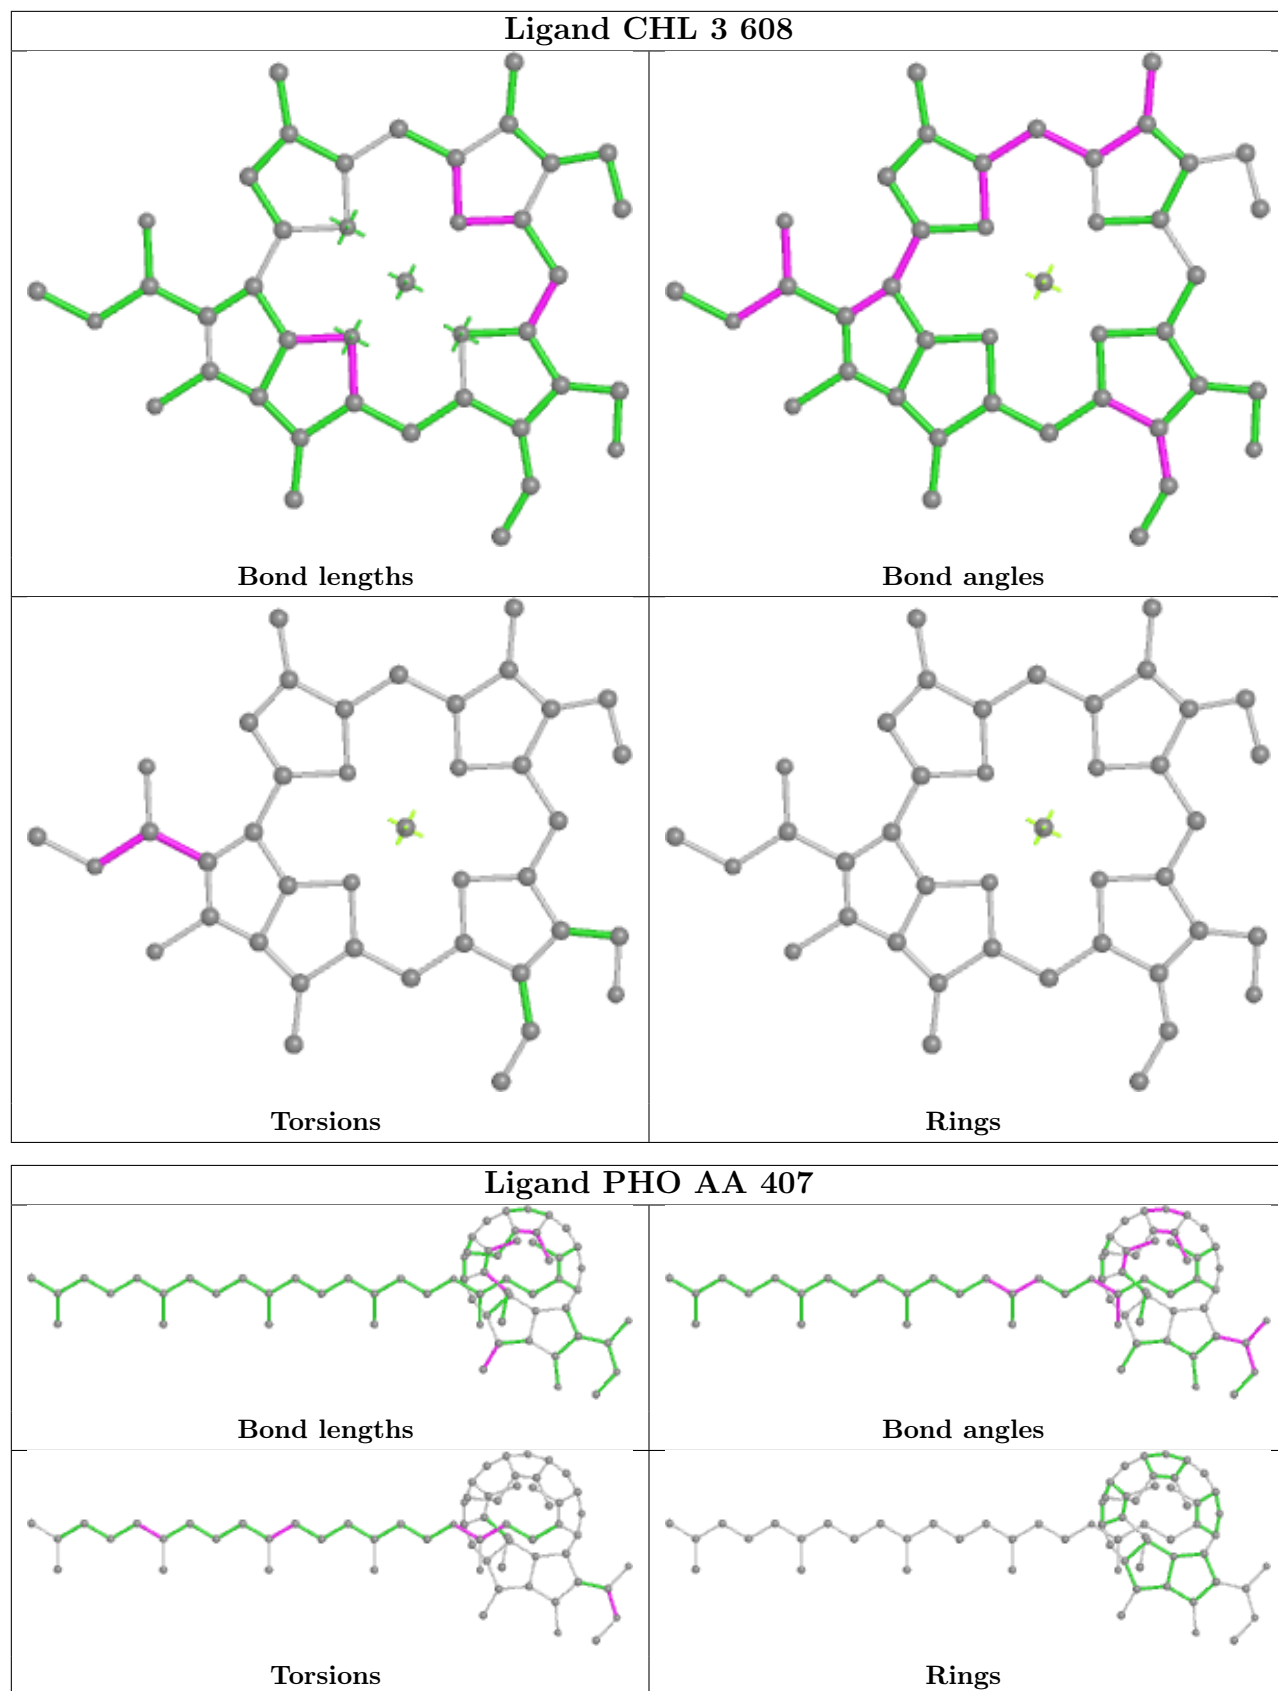 Ligand CHL 3 608
Bond lengths
Bond angles
Torsions
Rings
Ligand PHO AA 407
Bond lengths
Bond angles
Torsions
Rings